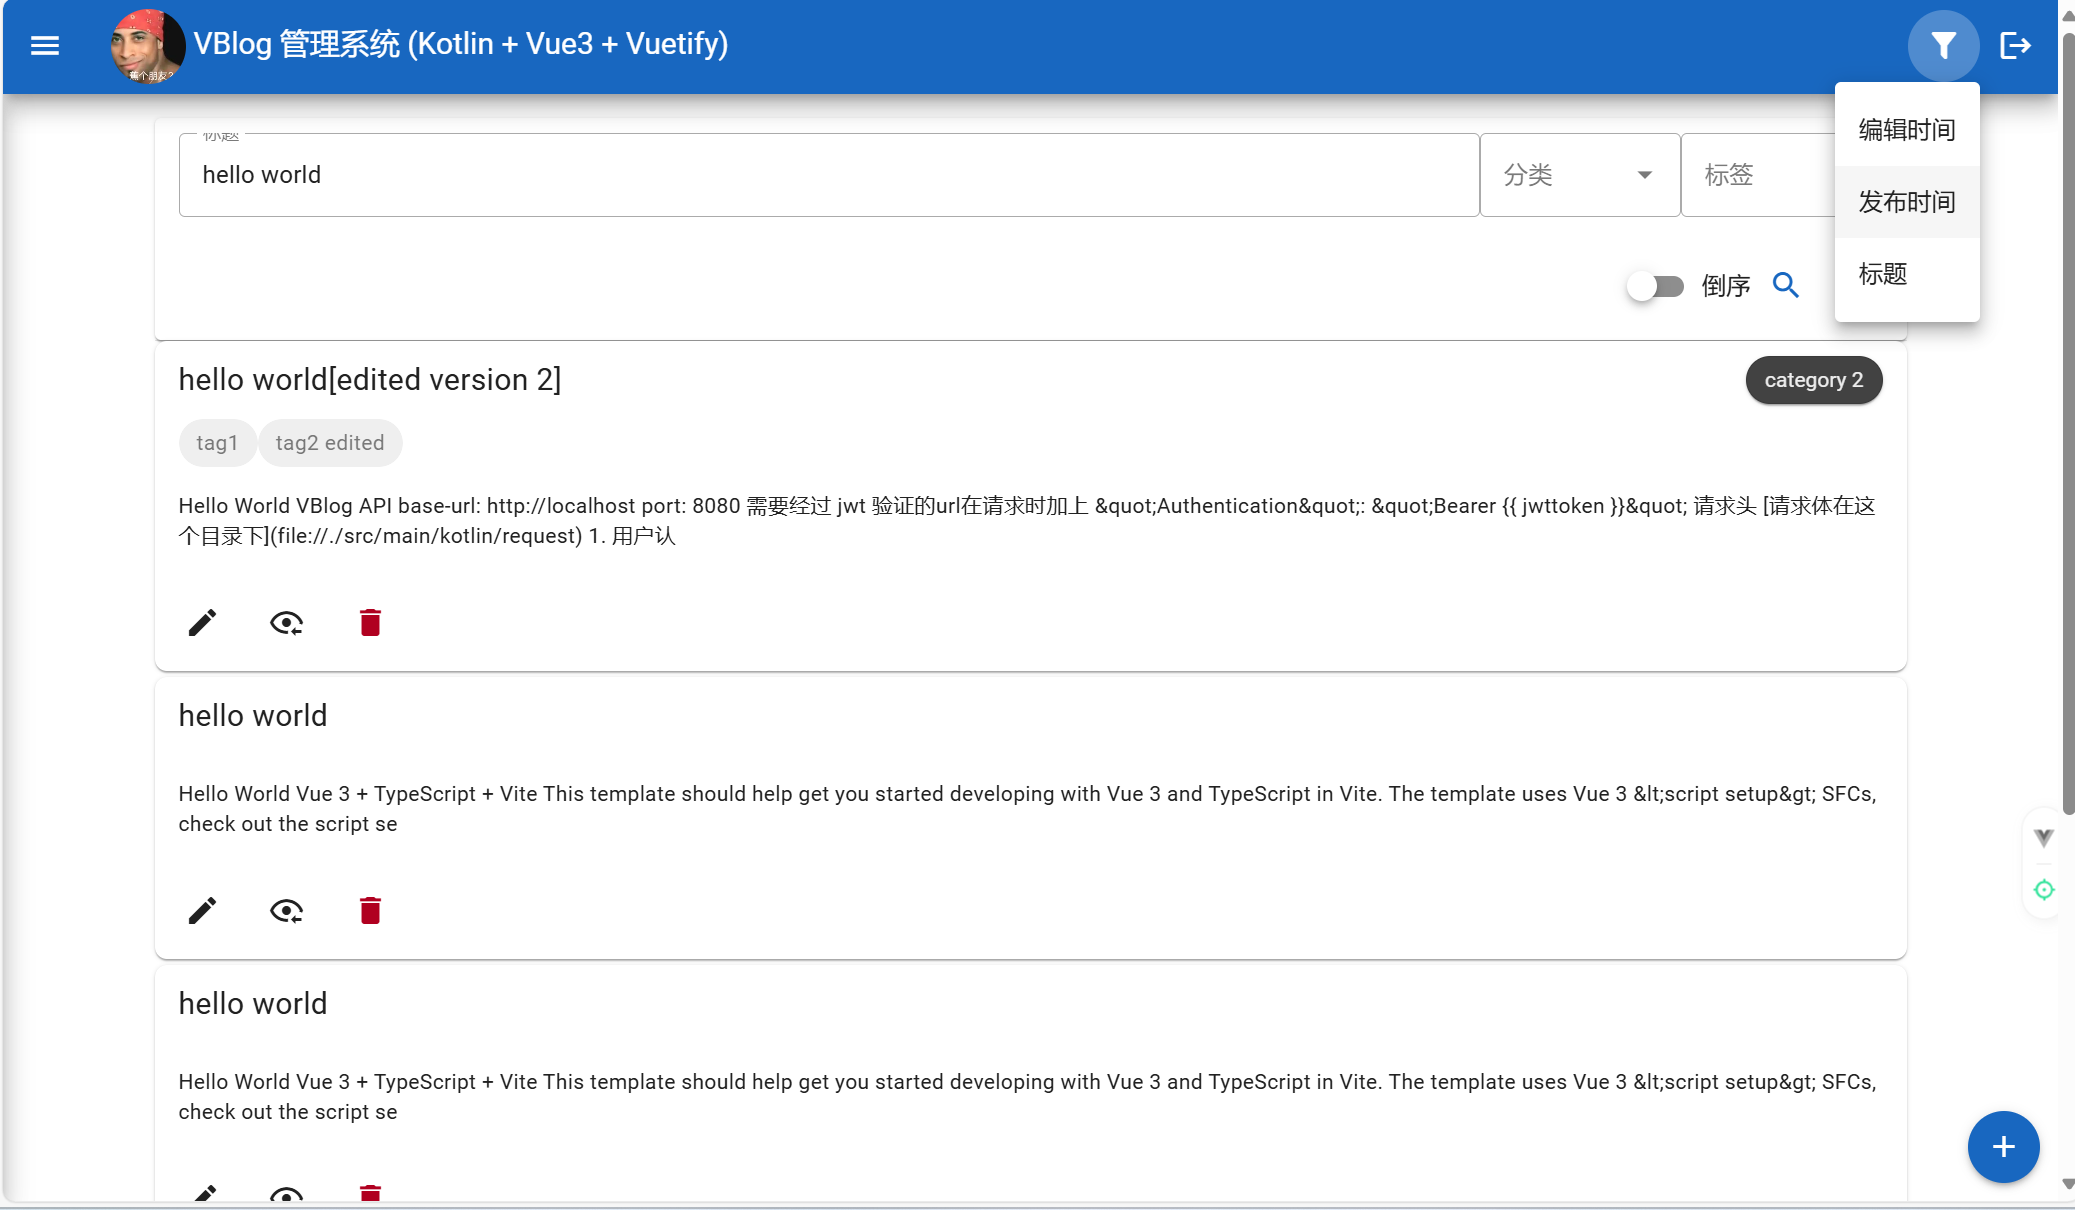 VBlog 管理系统 (Kotlin + Vue3 + Vuetify)
蕉个朋友?
编辑时间
发布时间
标题
标题
hello world
分类
标签
倒序
hello world[edited version 2]
category 2
tag1
tag2 edited
Hello World VBlog API base-url: http://localhost port: 8080 需要经过 jwt 验证的url在请求时加上 &quot;Authentication&quot;: &quot;Bearer {{ jwttoken }}&quot; 请求头 [请求体在这
个目录下](file://./src/main/kotlin/request) 1. 用户认
hello world
Hello World Vue 3 + TypeScript + Vite This template should help get you started developing with Vue 3 and TypeScript in Vite. The template uses Vue 3 &lt;script setup&gt; SFCs,
check out the script se
hello world
Hello World Vue 3 + TypeScript + Vite This template should help get you started developing with Vue 3 and TypeScript in Vite. The template uses Vue 3 &lt;script setup&gt; SFCs,
check out the script se